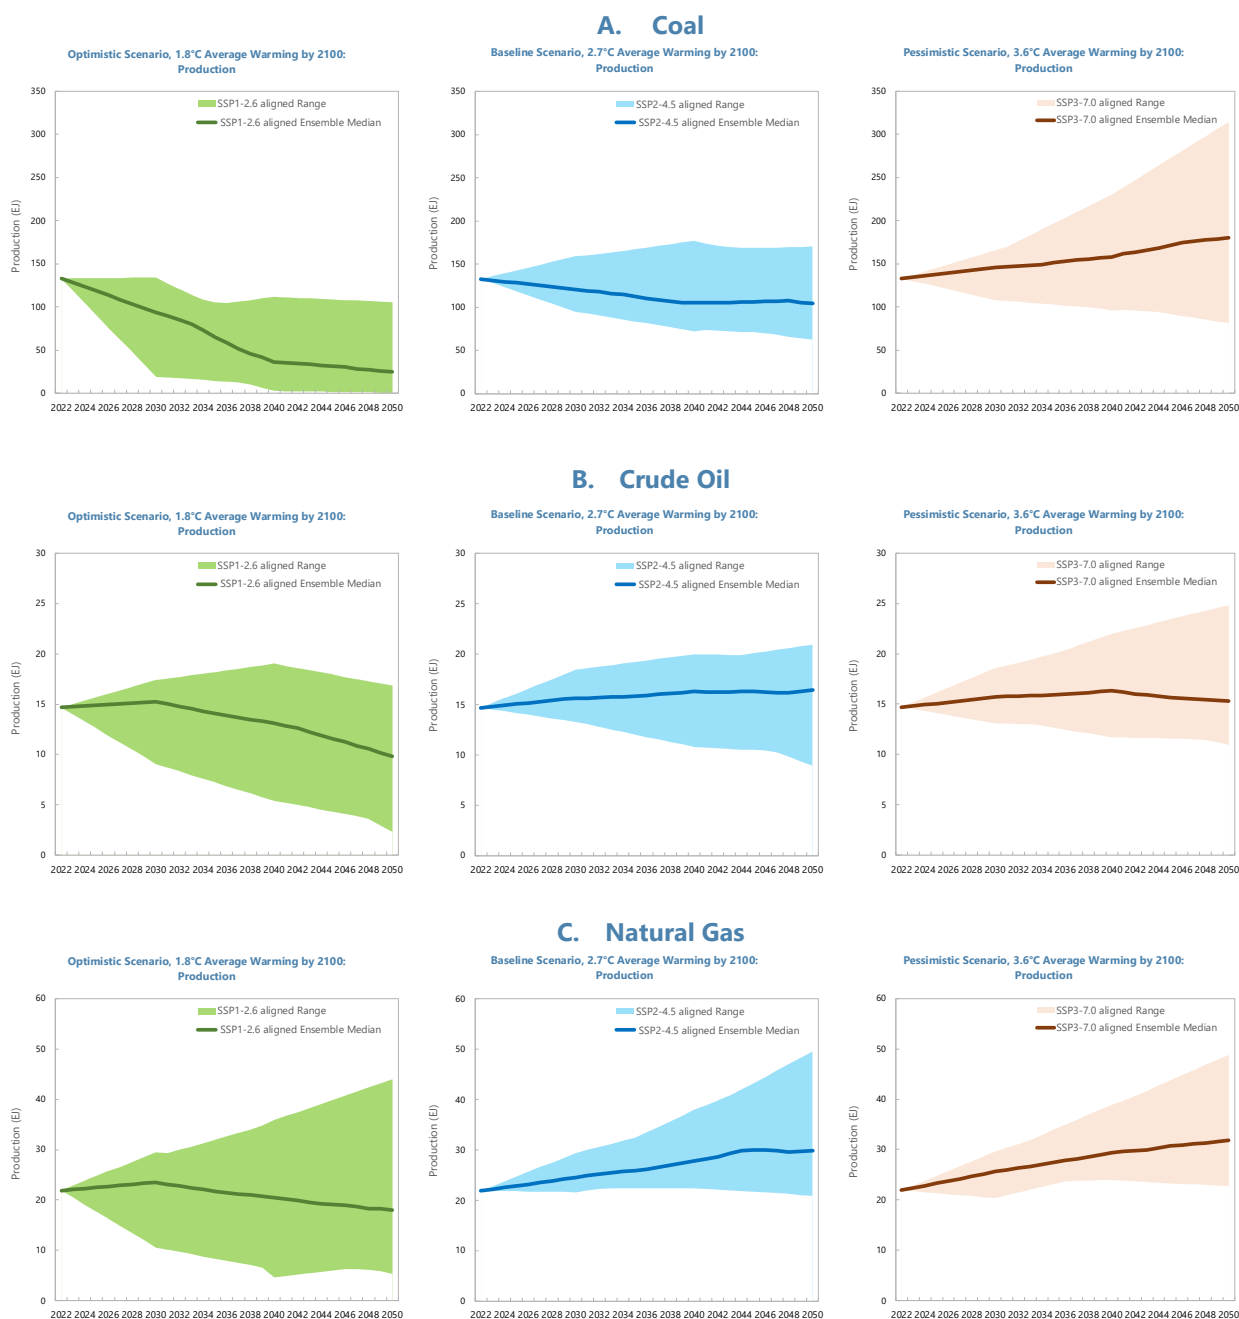 A. Coal
Optimistic Scenario, 1.8°C Average Warming by 2100:
Production
Baseline Scenario, 2.7°C Average Warming by 2100:
Production
Pessimistic Scenario, 3.6°C Average Warming by 2100:
Production
SSP1-2.6 aligned Range
SSP1-2.6 aligned Ensemble Median
Production (EJ)
350
300
250
200
150
100
50
0
2022 2024 2026 2028 2030 2032 2034 2036 2038 2040 2042 2044 2046 2048 2050
SSP2-4.5 aligned Range
SSP2-4.5 aligned Ensemble Median
Production (EJ)
350
300
250
200
150
100
50
0
2022 2024 2026 2028 2030 2032 2034 2036 2038 2040 2042 2044 2046 2048 2050
SSP3-7.0 aligned Range
SSP3-7.0 aligned Ensemble Median
Production (EJ)
350
300
250
200
150
100
50
0
2022 2024 2026 2028 2030 2032 2034 2036 2038 2040 2042 2044 2046 2048 2050
B. Crude Oil
Optimistic Scenario, 1.8°C Average Warming by 2100:
Production
Baseline Scenario, 2.7°C Average Warming by 2100:
Production
Pessimistic Scenario, 3.6°C Average Warming by 2100:
Production
SSP1-2.6 aligned Range
SSP1-2.6 aligned Ensemble Median
Production (EJ)
30
25
20
15
10
5
0
2022 2024 2026 2028 2030 2032 2034 2036 2038 2040 2042 2044 2046 2048 2050
SSP2-4.5 aligned Range
SSP2-4.5 aligned Ensemble Median
Production (EJ)
30
25
20
15
10
5
0
2022 2024 2026 2028 2030 2032 2034 2036 2038 2040 2042 2044 2046 2048 2050
SSP3-7.0 aligned Range
SSP3-7.0 aligned Ensemble Median
Production (EJ)
30
25
20
15
10
5
0
2022 2024 2026 2028 2030 2032 2034 2036 2038 2040 2042 2044 2046 2048 2050
C. Natural Gas
Optimistic Scenario, 1.8°C Average Warming by 2100:
Production
Baseline Scenario, 2.7°C Average Warming by 2100:
Production
Pessimistic Scenario, 3.6°C Average Warming by 2100:
Production
SSP1-2.6 aligned Range
SSP1-2.6 aligned Ensemble Median
Production (EJ)
60
50
40
30
20
10
0
2022 2024 2026 2028 2030 2032 2034 2036 2038 2040 2042 2044 2046 2048 2050
SSP2-4.5 aligned Range
SSP2-4.5 aligned Ensemble Median
Production (EJ)
60
50
40
30
20
10
0
2022 2024 2026 2028 2030 2032 2034 2036 2038 2040 2042 2044 2046 2048 2050
SSP3-7.0 aligned Range
SSP3-7.0 aligned Ensemble Median
Production (EJ)
60
50
40
30
20
10
0
2022 2024 2026 2028 2030 2032 2034 2036 2038 2040 2042 2044 2046 2048 2050